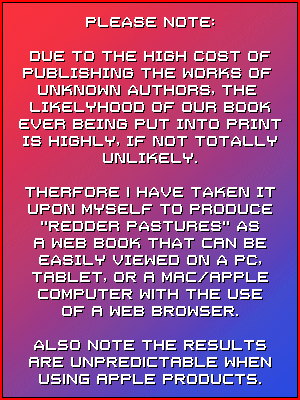 PLEASE NOTE:
DUE TO THE HIGH COST OF
PUBLISHING THE WORKS OF
UNKNOWN AUTHORS, THE
LIKELYHOOD OF OUR BOOK
EVER BEING PUT INTO PRINT
IS HIGHLY, IF NOT TOTALLY
UNLIKELY.
THERFORE I HAVE TAKEN IT
UPON MYSELF TO PRODUCE
"REDDER PASTURES" AS
A WEB BOOK THAT CAN BE
EASILY VIEWED ON A PC,
TABLET, OR A MAC/APPLE
COMPUTER WITH THE USE
OF A WEB BROWSER.
ALSO NOTE THE RESULTS
ARE UNPREDICTABLE WHEN
USING APPLE PRODUCTS.